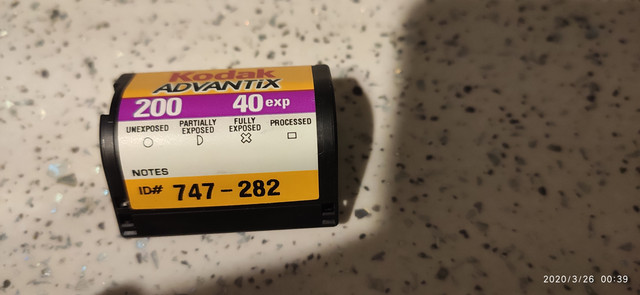 Kodak
ADVANTiX
200 40 exp
UNEXPOSED PARTIALLY EXPOSED FULLY EXPOSED PROCESSED
NOTES
ID# 747-282
2020/3/26 00:39